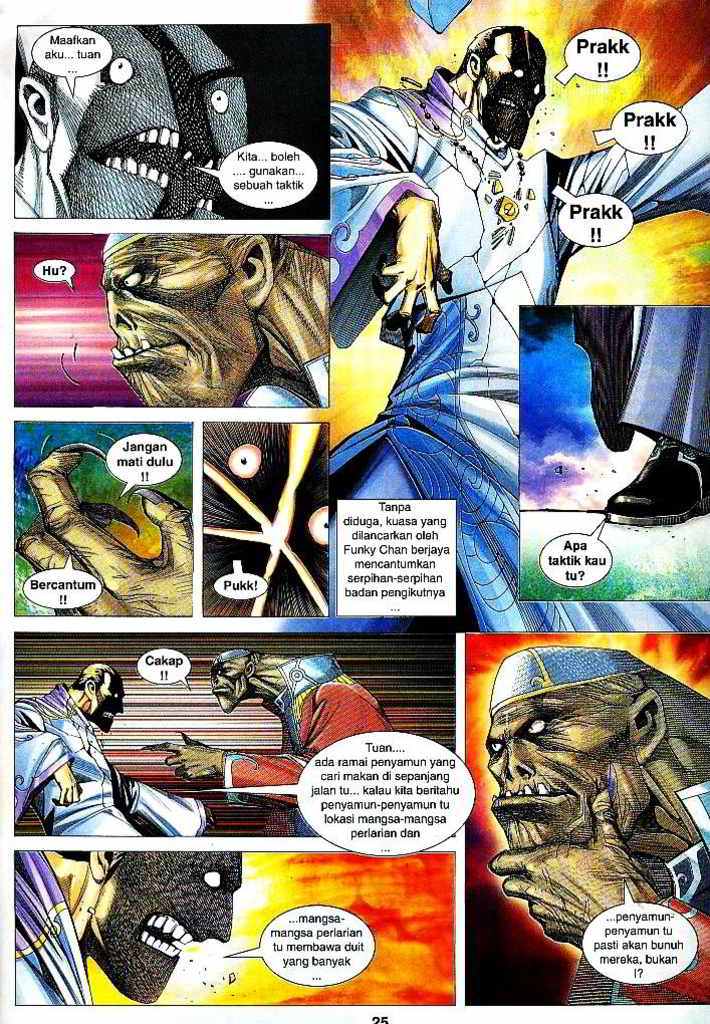 Maafkan
aku... tuan
...
Kita... boleh
.... gunakan...
sebuah taktik
...
Prakk
!!
Prakk
!!
Prakk
!!
Hu?
Jangan
mati dulu
!!
Bercantum
!!
Pukk!
Tanpa
diduga, kuasa yang
dilancarkan oleh
Funky Chan berjaya
mencantumkan
serpihan-serpihan
badan pengikutnya
...
Apa
taktik kau
tu?
Cakap
!!
Tuan....
ada ramai penyamun yang
cari makan di sepanjang
jalan tu... kalau kita beritahu
penyamun-penyamun tu
lokasi mangsa-mangsa
perlarian dan
...
...mangsa-
mangsa perlarian
tu membawa duit
yang banyak
...
...penyamun-
penyamun tu
pasti akan bunuh
mereka, bukan
!?
25